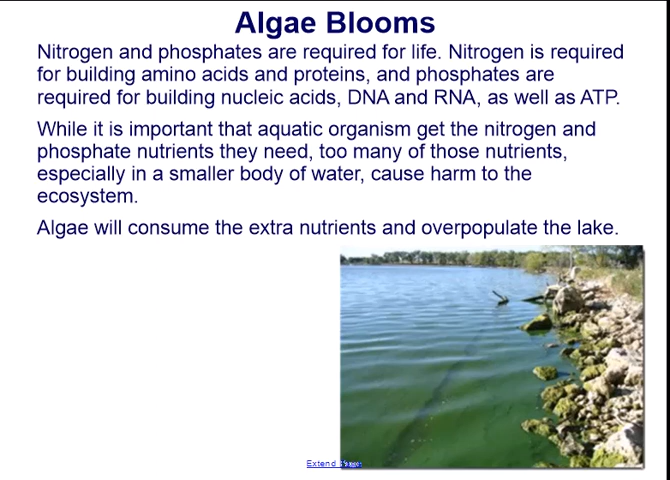 Algae Blooms
Nitrogen and phosphates are required for life. Nitrogen is required
for building amino acids and proteins, and phosphates are
required for building nucleic acids, DNA and RNA, as well as ATP.
While it is important that aquatic organism get the nitrogen and
phosphate nutrients they need, too many of those nutrients,
especially in a smaller body of water, cause harm to the
ecosystem.
Algae will consume the extra nutrients and overpopulate the lake.
Extend